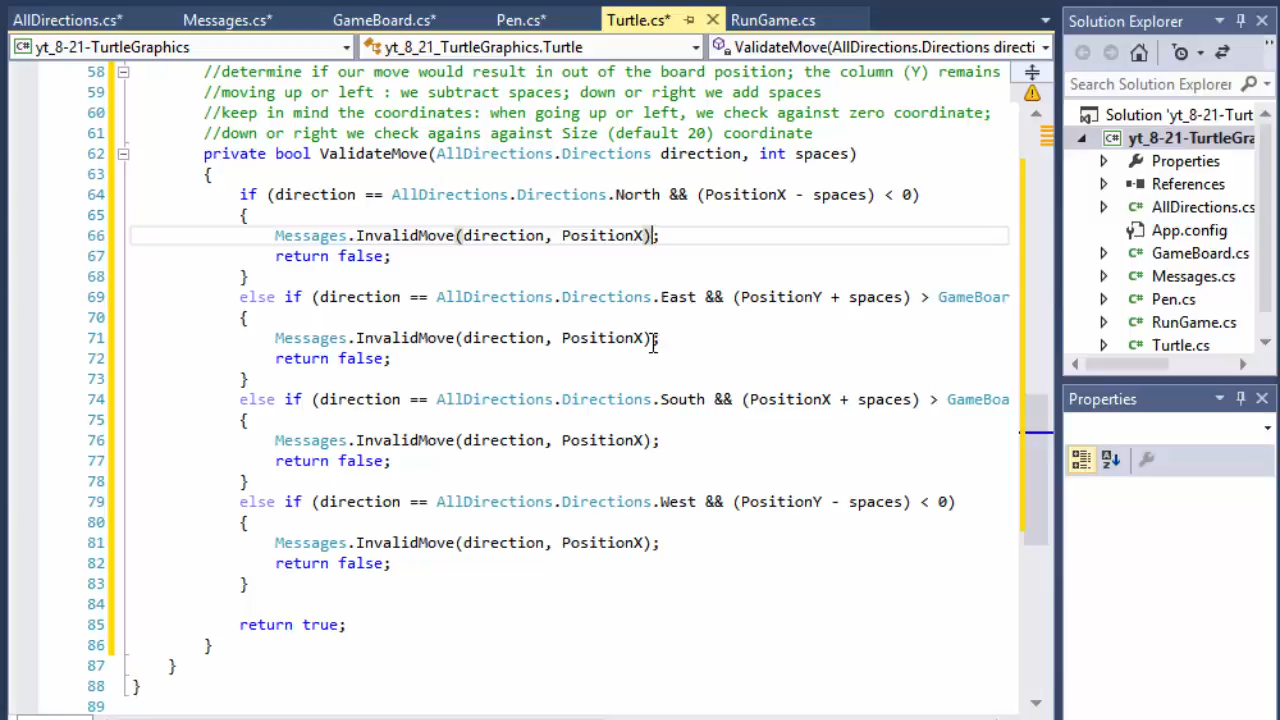 AllDirections.cs* Messages.cs* GameBoard.cs* Pen.cs* Turtle.cs* RunGame.cs
yt_8-21-TurtleGraphics yt_8_21_TurtleGraphics.Turtle ValidateMove(AllDirections.Directions directi
58 //determine if our move would result in out of the board position; the column (Y) remains
59 //moving up or left : we subtract spaces; down or right we add spaces
60 //keep in mind the coordinates: when going up or left, we check against zero coordinate;
61 //down or right we check agains against Size (default 20) coordinate
62 private bool ValidateMove(AllDirections.Directions direction, int spaces)
63 {
64 if (direction == AllDirections.Directions.North && (PositionX - spaces) < 0)
65 {
66 Messages.InvalidMove(direction, PositionX);
67 return false;
68 }
69 else if (direction == AllDirections.Directions.East && (PositionY + spaces) > GameBoar
70 {
71 Messages.InvalidMove(direction, PositionX);
72 return false;
73 }
74 else if (direction == AllDirections.Directions.South && (PositionX + spaces) > GameBoa
75 {
76 Messages.InvalidMove(direction, PositionX);
77 return false;
78 }
79 else if (direction == AllDirections.Directions.West && (PositionY - spaces) < 0)
80 {
81 Messages.InvalidMove(direction, PositionX);
82 return false;
83 }
84
85 return true;
86 }
87 }
88 }
89
Solution Explorer
Search Solution Explorer
Solution 'yt_8-21-Turt
C# yt_8-21-TurtleGra
Properties
References
C# AllDirections.cs
App.config
C# GameBoard.cs
C# Messages.cs
C# Pen.cs
C# RunGame.cs
C# Turtle.cs
Properties